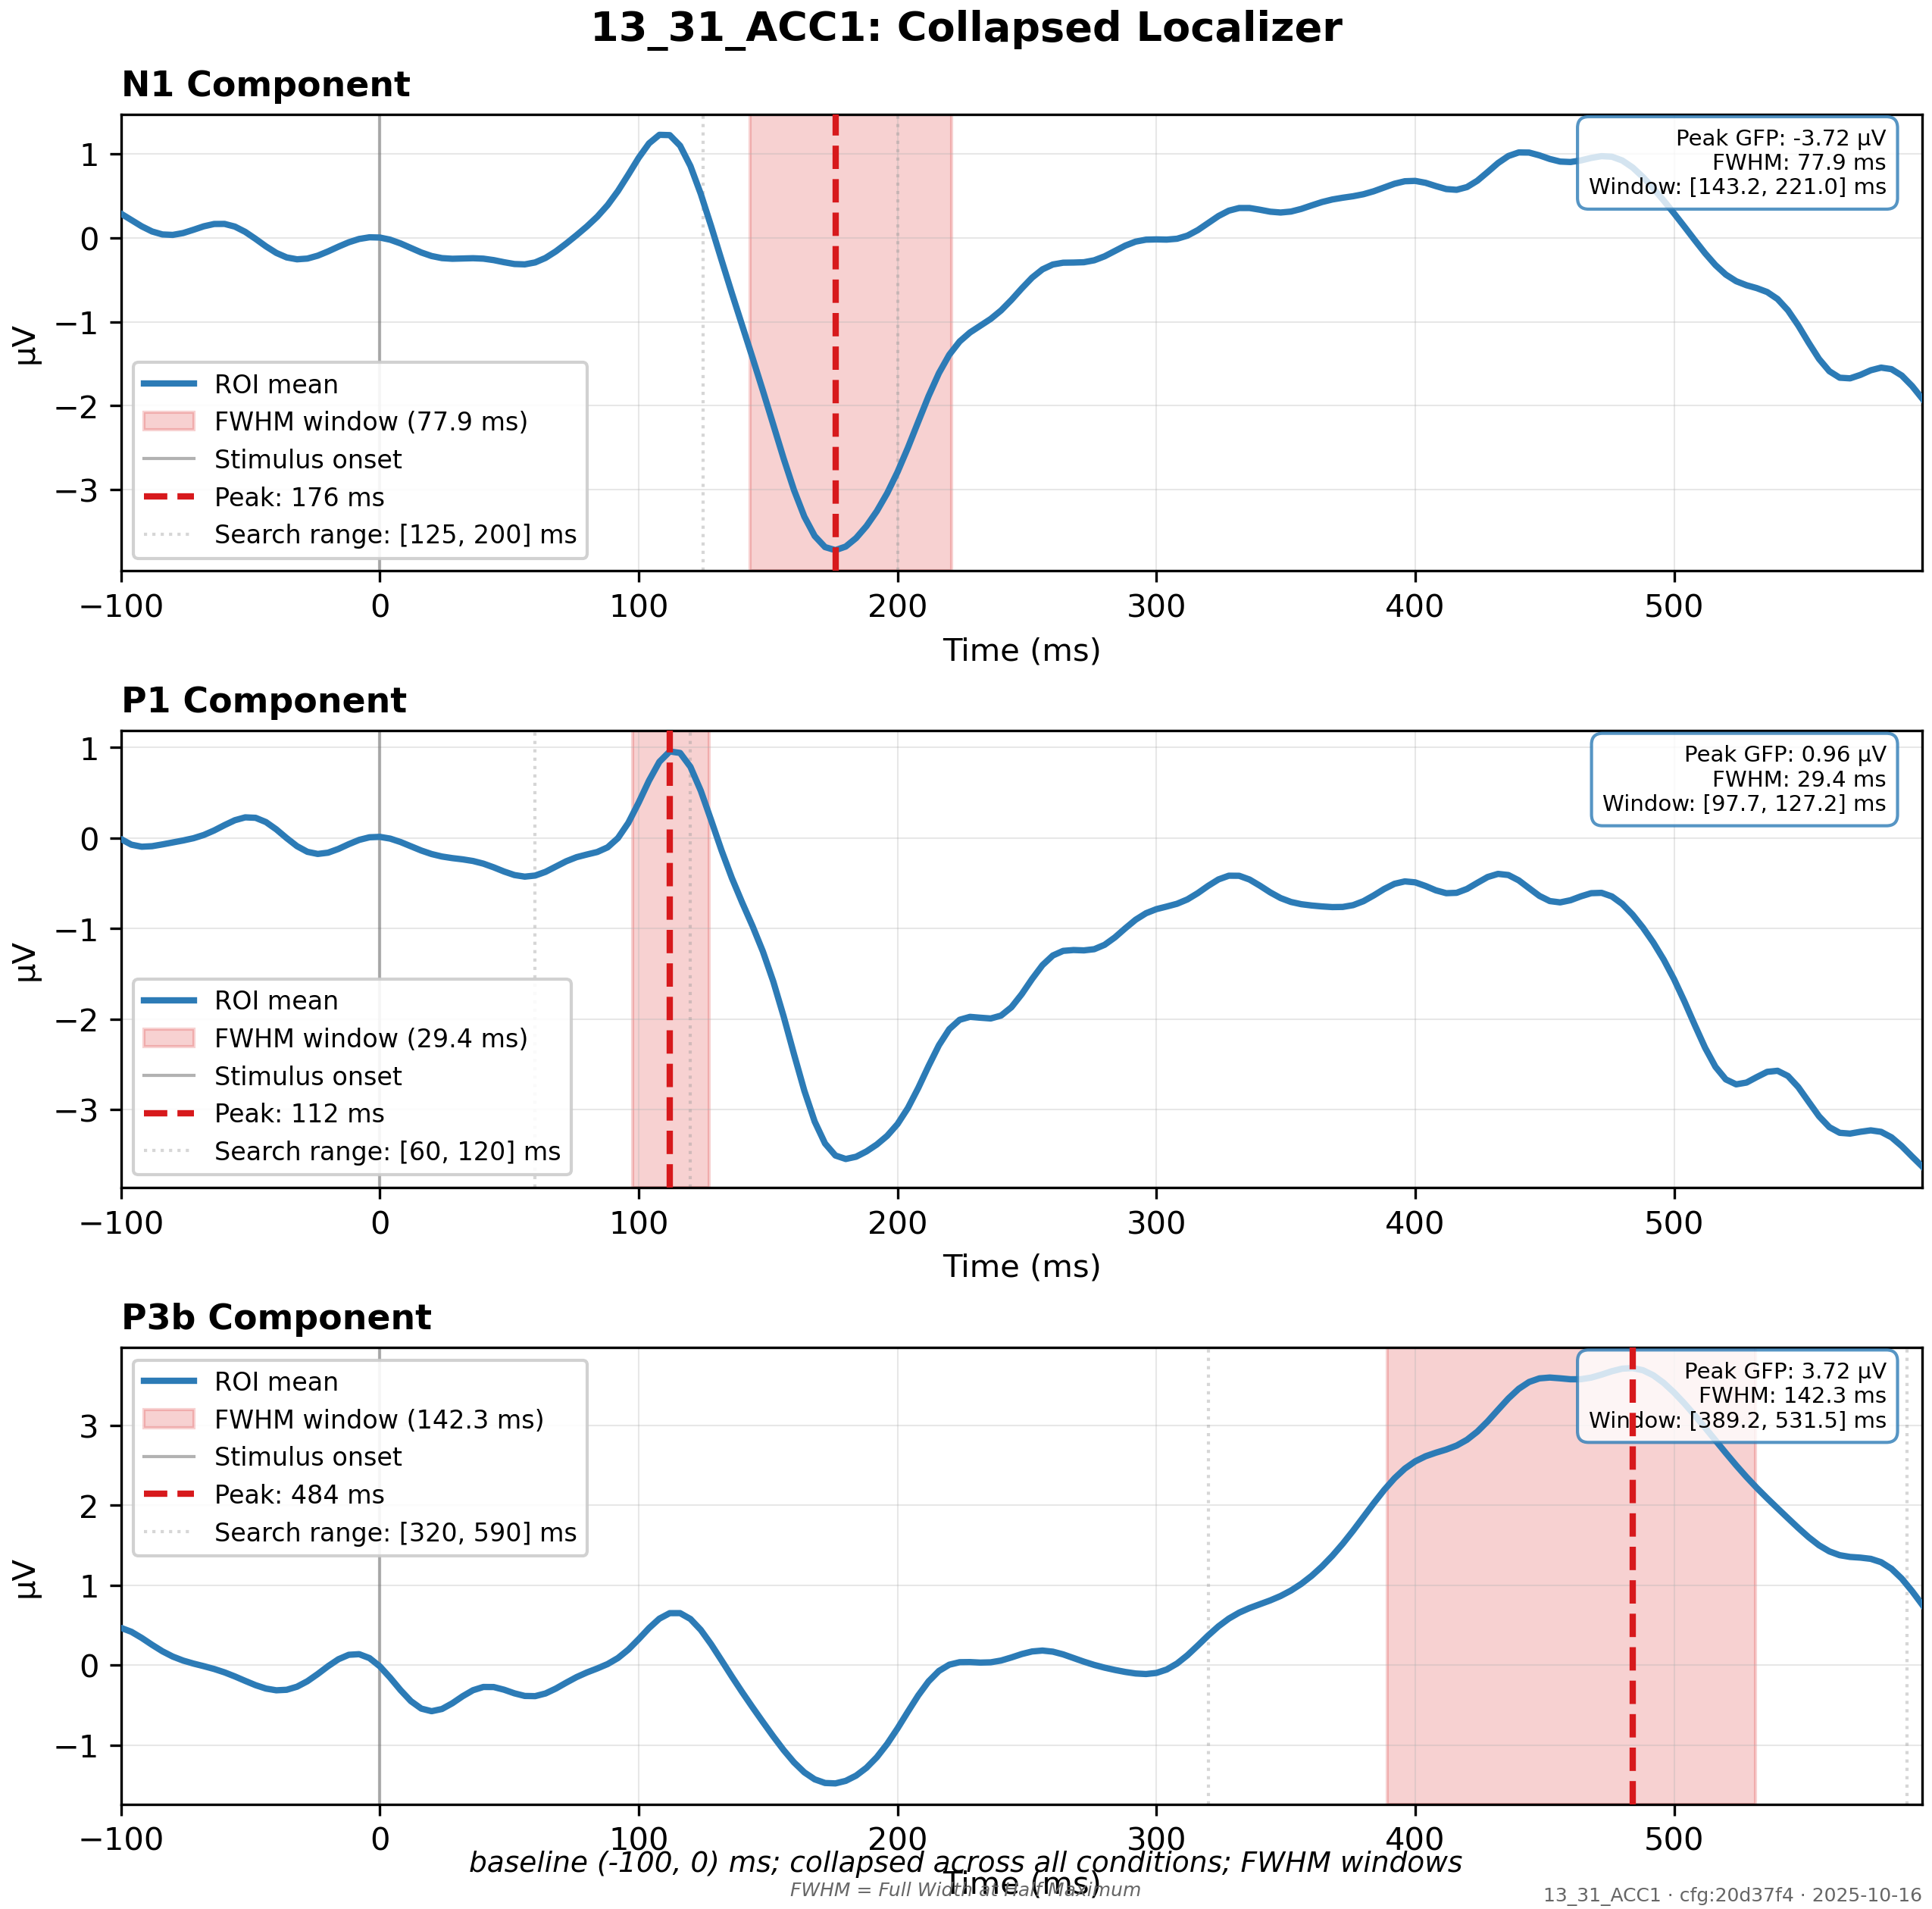 13_31_ACC1: Collapsed Localizer
N1 Component
Peak GFP: -3.72 µV
FWHM: 77.9 ms
Window: [143.2, 221.0] ms
1
0
−1
−2
−3
µV
ROI mean
FWHM window (77.9 ms)
Stimulus onset
Peak: 176 ms
Search range: [125, 200] ms
−100 0 100 200 300 400 500
Time (ms)
P1 Component
Peak GFP: 0.96 µV
FWHM: 29.4 ms
Window: [97.7, 127.2] ms
1
0
−1
−2
−3
µV
ROI mean
FWHM window (29.4 ms)
Stimulus onset
Peak: 112 ms
Search range: [60, 120] ms
−100 0 100 200 300 400 500
Time (ms)
P3b Component
ROI mean
FWHM window (142.3 ms)
Stimulus onset
Peak: 484 ms
Search range: [320, 590] ms
Peak GFP: 3.72 µV
FWHM: 142.3 ms
Window: [389.2, 531.5] ms
3
2
1
0
−1
µV
−100 0 100 200 300 400 500
baseline (-100, 0) ms; collapsed across all conditions; FWHM windows
Time (ms)
FWHM = Full Width at Half Maximum
13_31_ACC1 · cfg:20d37f4 · 2025-10-16